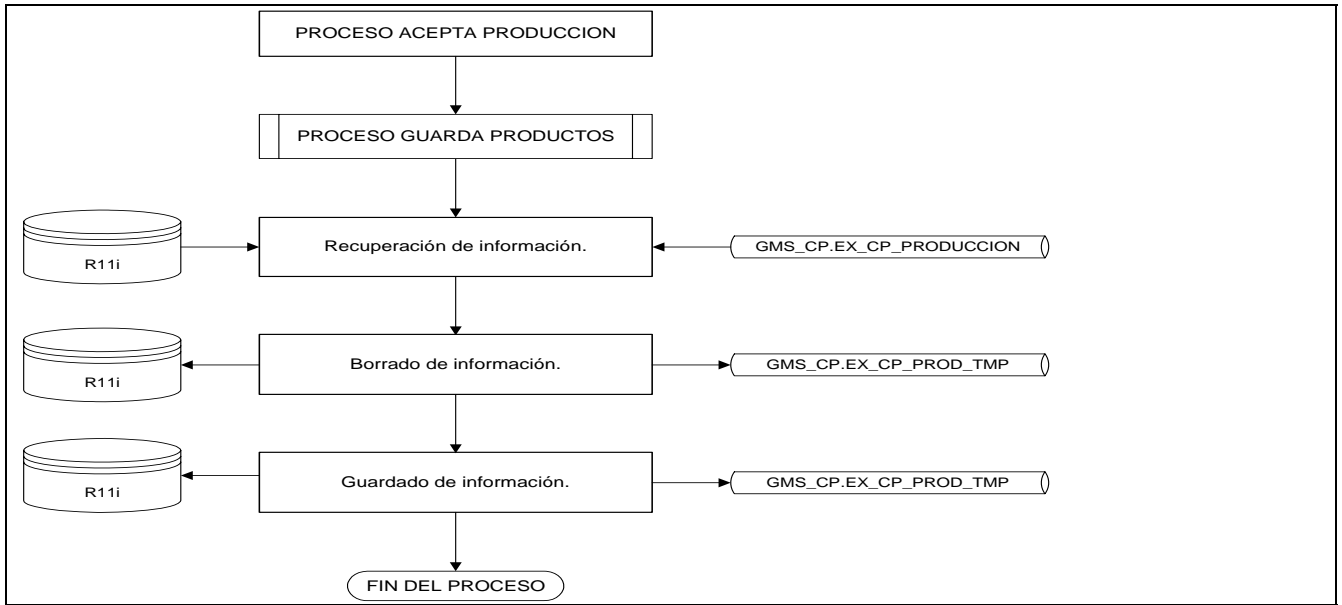 PROCESO ACEPTA PRODUCCION
PROCESO GUARDA PRODUCTOS
R11i
Recuperación de información.
GMS_CP.EX_CP_PRODUCCION
R11i
Borrado de información.
GMS_CP.EX_CP_PROD_TMP
R11i
Guardado de información.
GMS_CP.EX_CP_PROD_TMP
FIN DEL PROCESO